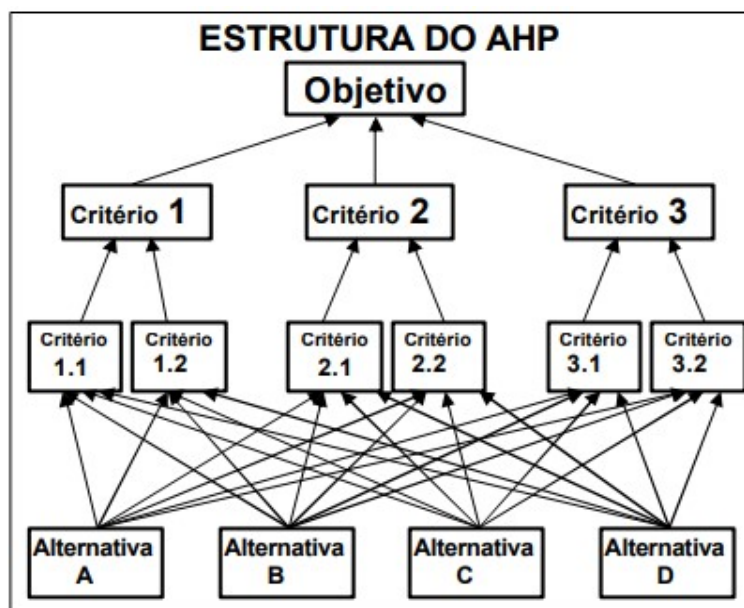 ESTRUTURA DO AHP
Objetivo
Critério 1
Critério 2
Critério 3
Critério
1.1
Critério
1.2
Critério
2.1
Critério
2.2
Critério
3.1
Critério
3.2
Alternativa
A
Alternativa
B
Alternativa
C
Alternativa
D